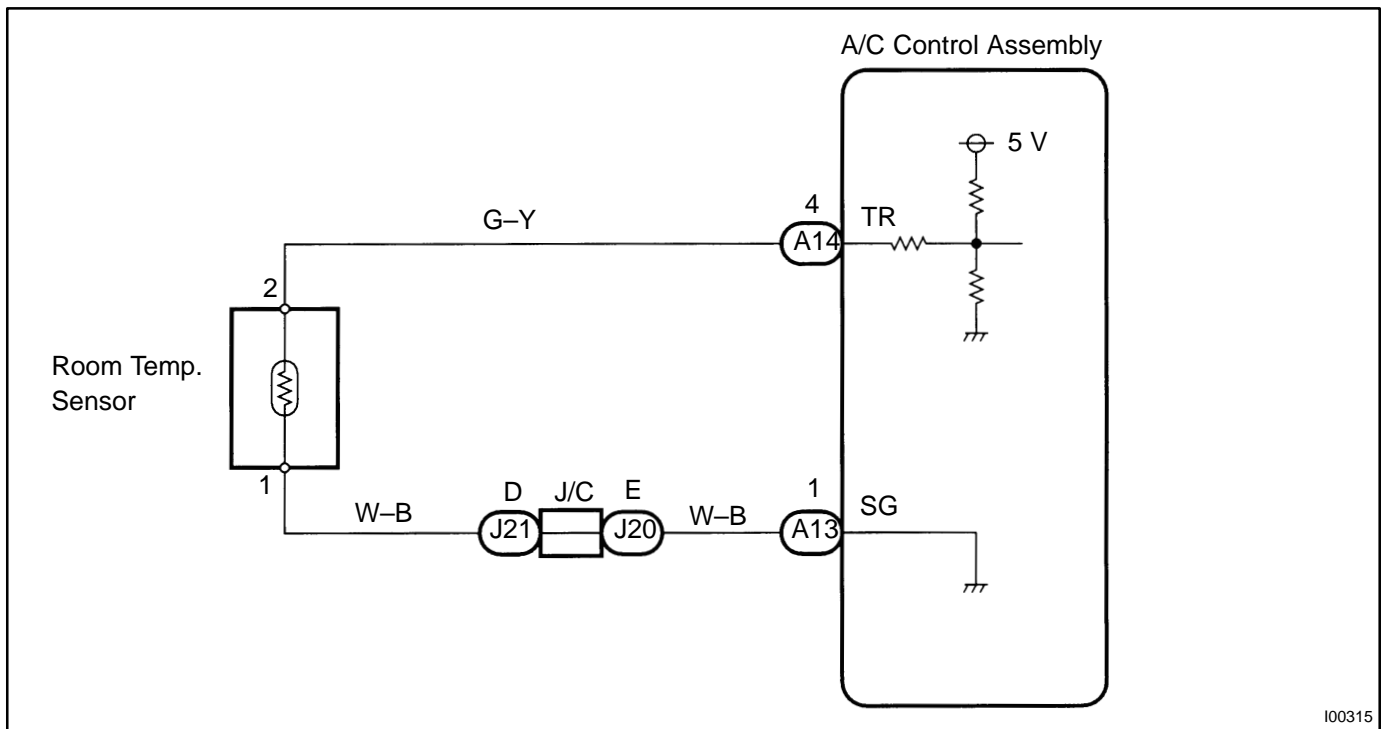 A/C Control Assembly
5 V
4
G–Y
A14
TR
2
Room Temp.
Sensor
1
D
J/C
E
1
W–B
J21
J20
W–B
A13
SG
I00315